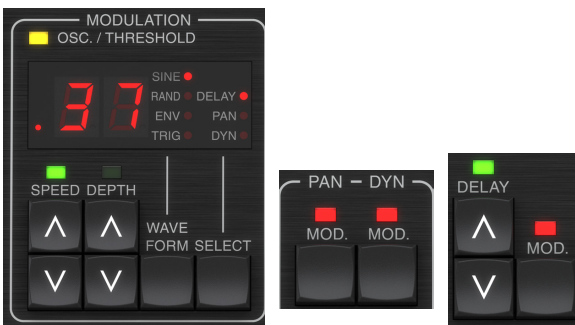 MODULATION
OSC. / THRESHOLD
SINE
RAND DELAY
ENV PAN
TRIG DYN
.37
SPEED DEPTH
WAVE
FORM SELECT
PAN - DYN
MOD. MOD.
DELAY
MOD.